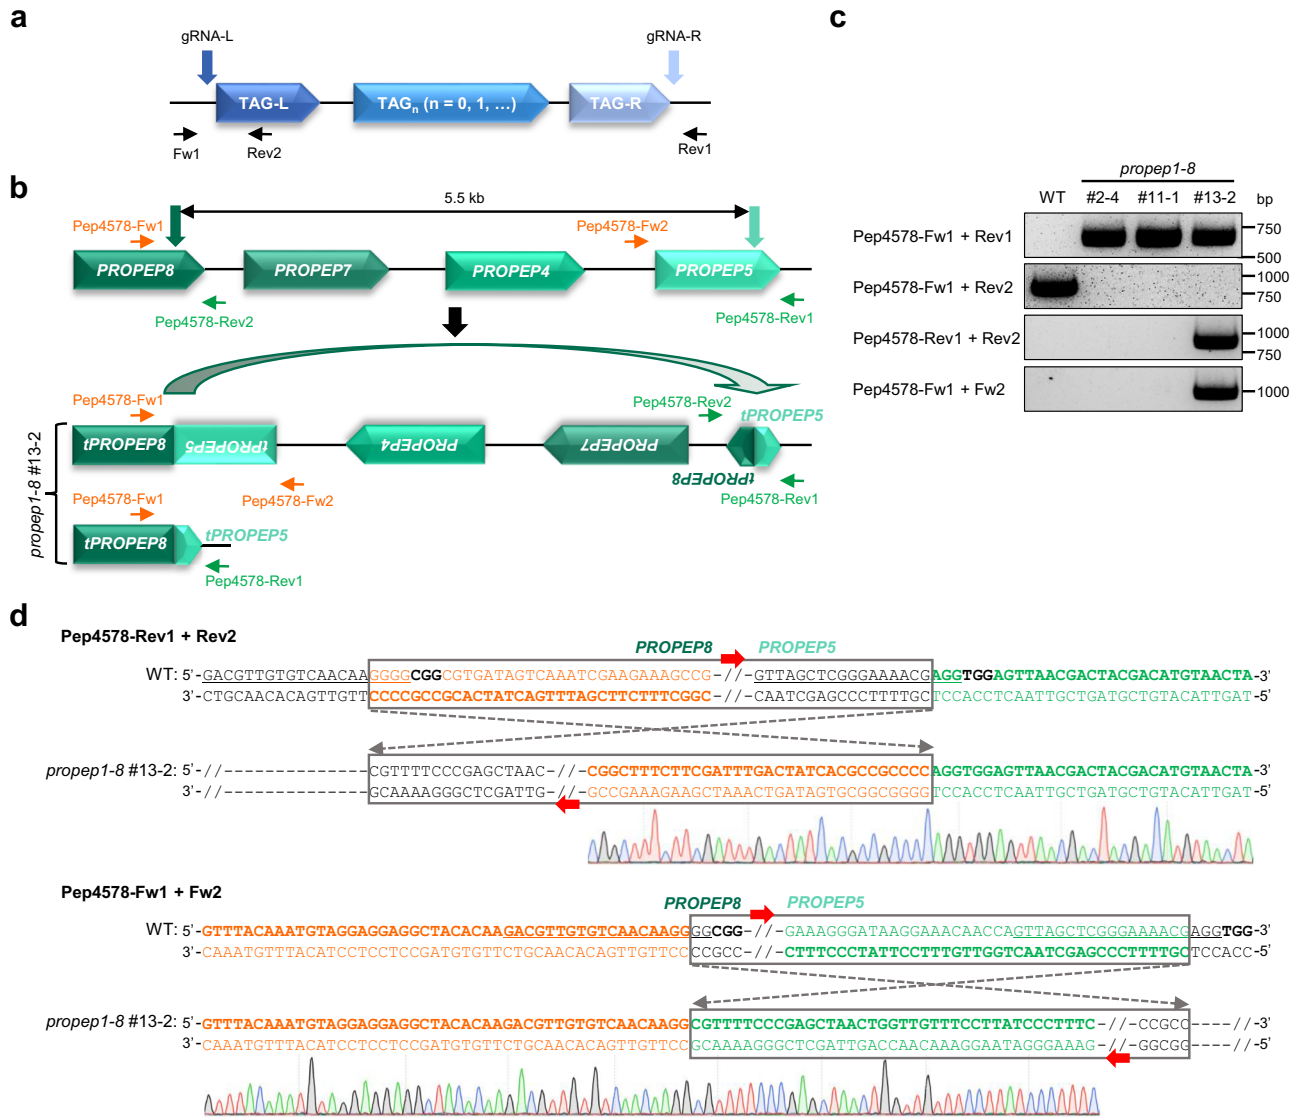 a
gRNA-L
gRNA-R
TAG-L
TAGn (n = 0, 1, …)
TAG-R
Fw1
Rev2
Rev1
b
5.5 kb
Pep4578-Fw1
Pep4578-Fw2
PROPEP8
PROPEP7
PROPEP4
PROPEP5
Pep4578-Rev2
Pep4578-Rev1
propep1-8 #13-2
Pep4578-Fw1
Pep4578-Rev2
tPROPEP5
tPROPEP8
tPROPEP5
PROPEP4
PROPEP7
tPROPEP8
Pep4578-Fw2
Pep4578-Rev1
Pep4578-Fw1
tPROPEP8
tPROPEP5
Pep4578-Rev1
c
propep1-8
WT #2-4 #11-1 #13-2 bp
Pep4578-Fw1 + Rev1
750
500
Pep4578-Fw1 + Rev2
1000
750
Pep4578-Rev1 + Rev2
1000
750
Pep4578-Fw1 + Fw2
1000
d
Pep4578-Rev1 + Rev2
PROPEP8 PROPEP5
WT: 5'-GACGTTGTGTCAACAAGGGGCGGCGTGATAGTCAAATCGAAGAAAGCCG-//-GTTAGCTCGGGAAAACGAGGTGGAGTTAACGACTACGACATGTAACTA-3'
3'-CTGCAACACAGTTGTTCCCCGCCGCACTATCAGTTTAGCTTCTTTCGGC-//-CAATCGAGCCCTTTTGCTCCACCTCAATTGCTGATGCTGTACATTGAT-5'
propep1-8 #13-2: 5'-//----------------CGTTTTCCCGAGCTAAC-//-CGGCTTTCTTCGATTTGACTATCACGCCGCCCCAGGTGGAGTTAACGACTACGACATGTAACTA-3'
3'-//----------------GCAAAAGGGCTCGATTG-//-GCCGAAAGAAGCTAAACTGATAGTGCGGCGGGGTCCACCTCAATTGCTGATGCTGTACATTGAT-5'
Pep4578-Fw1 + Fw2
PROPEP8 PROPEP5
WT: 5'-GTTTACAAATGTAGGAGGAGGCTACACAAGACGTTGTGTCAACAAGGGGCGG-//-GAAAGGGATAAGGAAACAACCAGTTAGCTCGGGAAAACGAGGTGG-3'
3'-CAAATGTTTACATCCTCCTCCGATGTGTTCTGCAACACAGTTGTTCCCCGCC-//-CTTTCCCTATTCCTTTGTTGGTCAATCGAGCCCTTTTGCTCCACC-5'
propep1-8 #13-2: 5'-GTTTACAAATGTAGGAGGAGGCTACACAAGACGTTGTGTCAACAAGGCGTTTTCCCGAGCTAACTGGTTGTTTCCTTATCCCTTTC-//-CCGCC----//-3'
3'-CAAATGTTTACATCCTCCTCCGATGTGTTCTGCAACACAGTTGTTCCGCAAAAGGGCTCGATTGACCAACAAAGGAATAGGGAAAG-//-GGCGG----//-5'